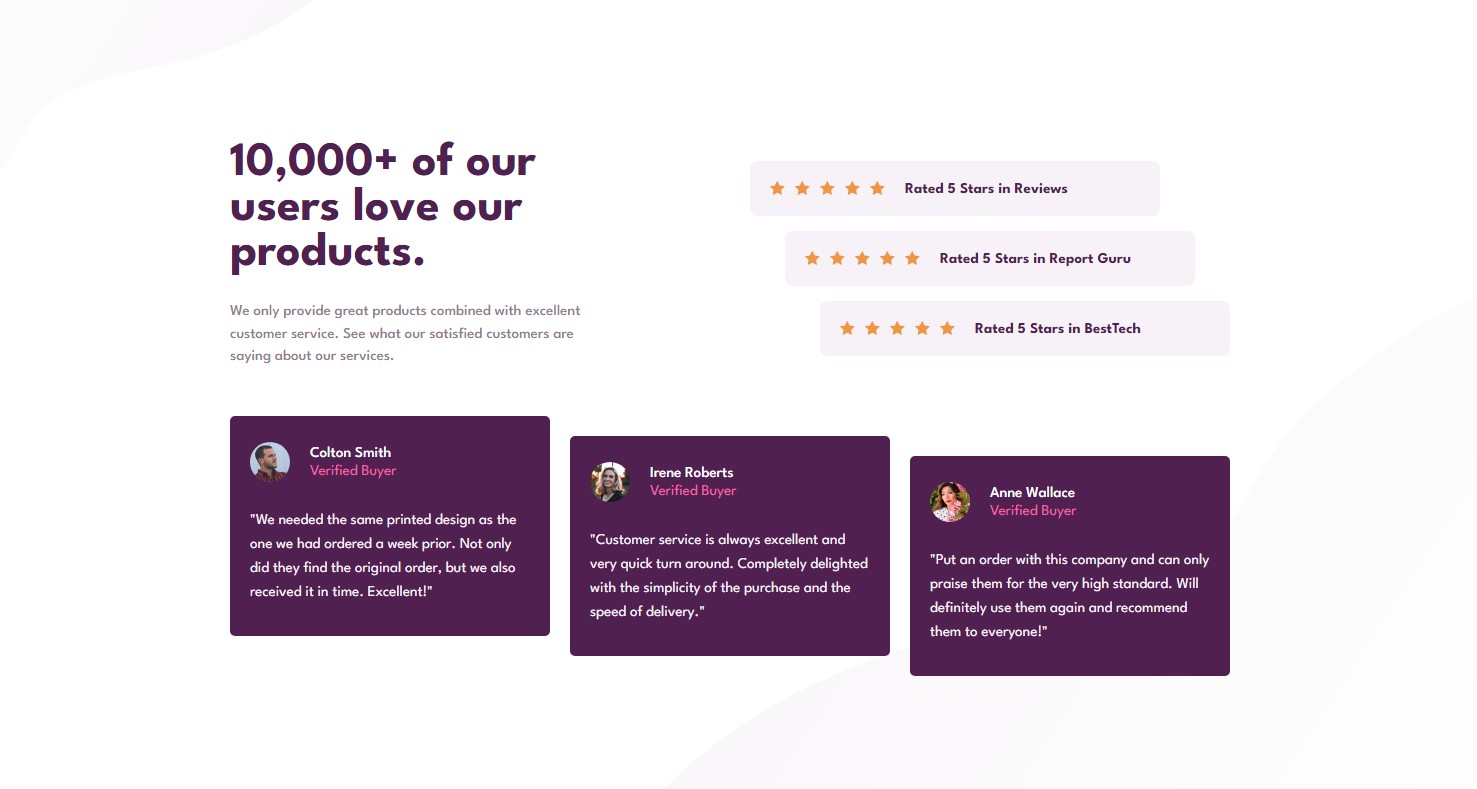 10,000+ of our
users love our
products.
We only provide great products combined with excellent
customer service. See what our satisfied customers are
saying about our services.
Rated 5 Stars in Reviews
Rated 5 Stars in Report Guru
Rated 5 Stars in BestTech
Colton Smith
Verified Buyer
"We needed the same printed design as the
one we had ordered a week prior. Not only
did they find the original order, but we also
received it in time. Excellent!"
Irene Roberts
Verified Buyer
"Customer service is always excellent and
very quick turn around. Completely delighted
with the simplicity of the purchase and the
speed of delivery."
Anne Wallace
Verified Buyer
"Put an order with this company and can only
praise them for the very high standard. Will
definitely use them again and recommend
them to everyone!"